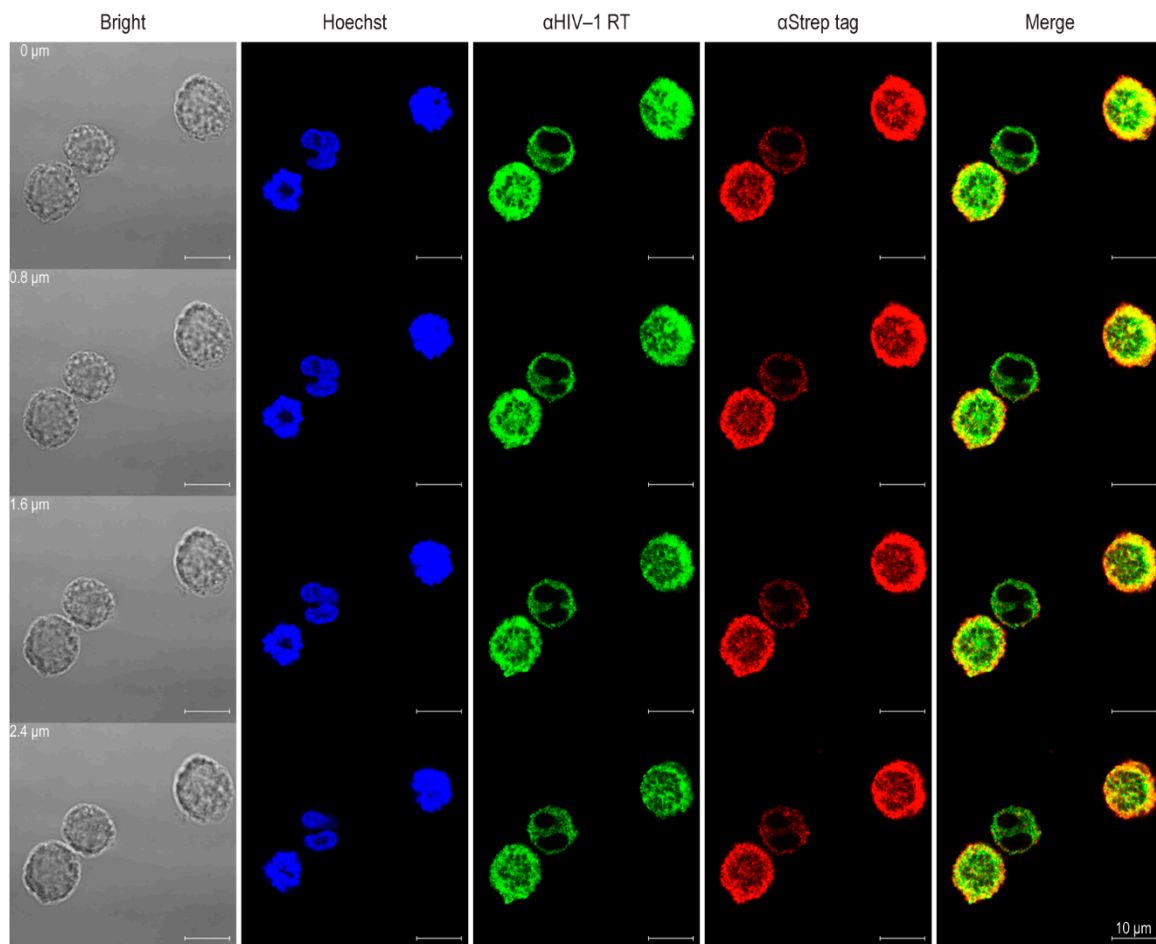 Bright Hoechst αHIV–1 RT αStrep tag Merge
0 µm
0.8 µm
1.6 µm
2.4 µm
10 µm